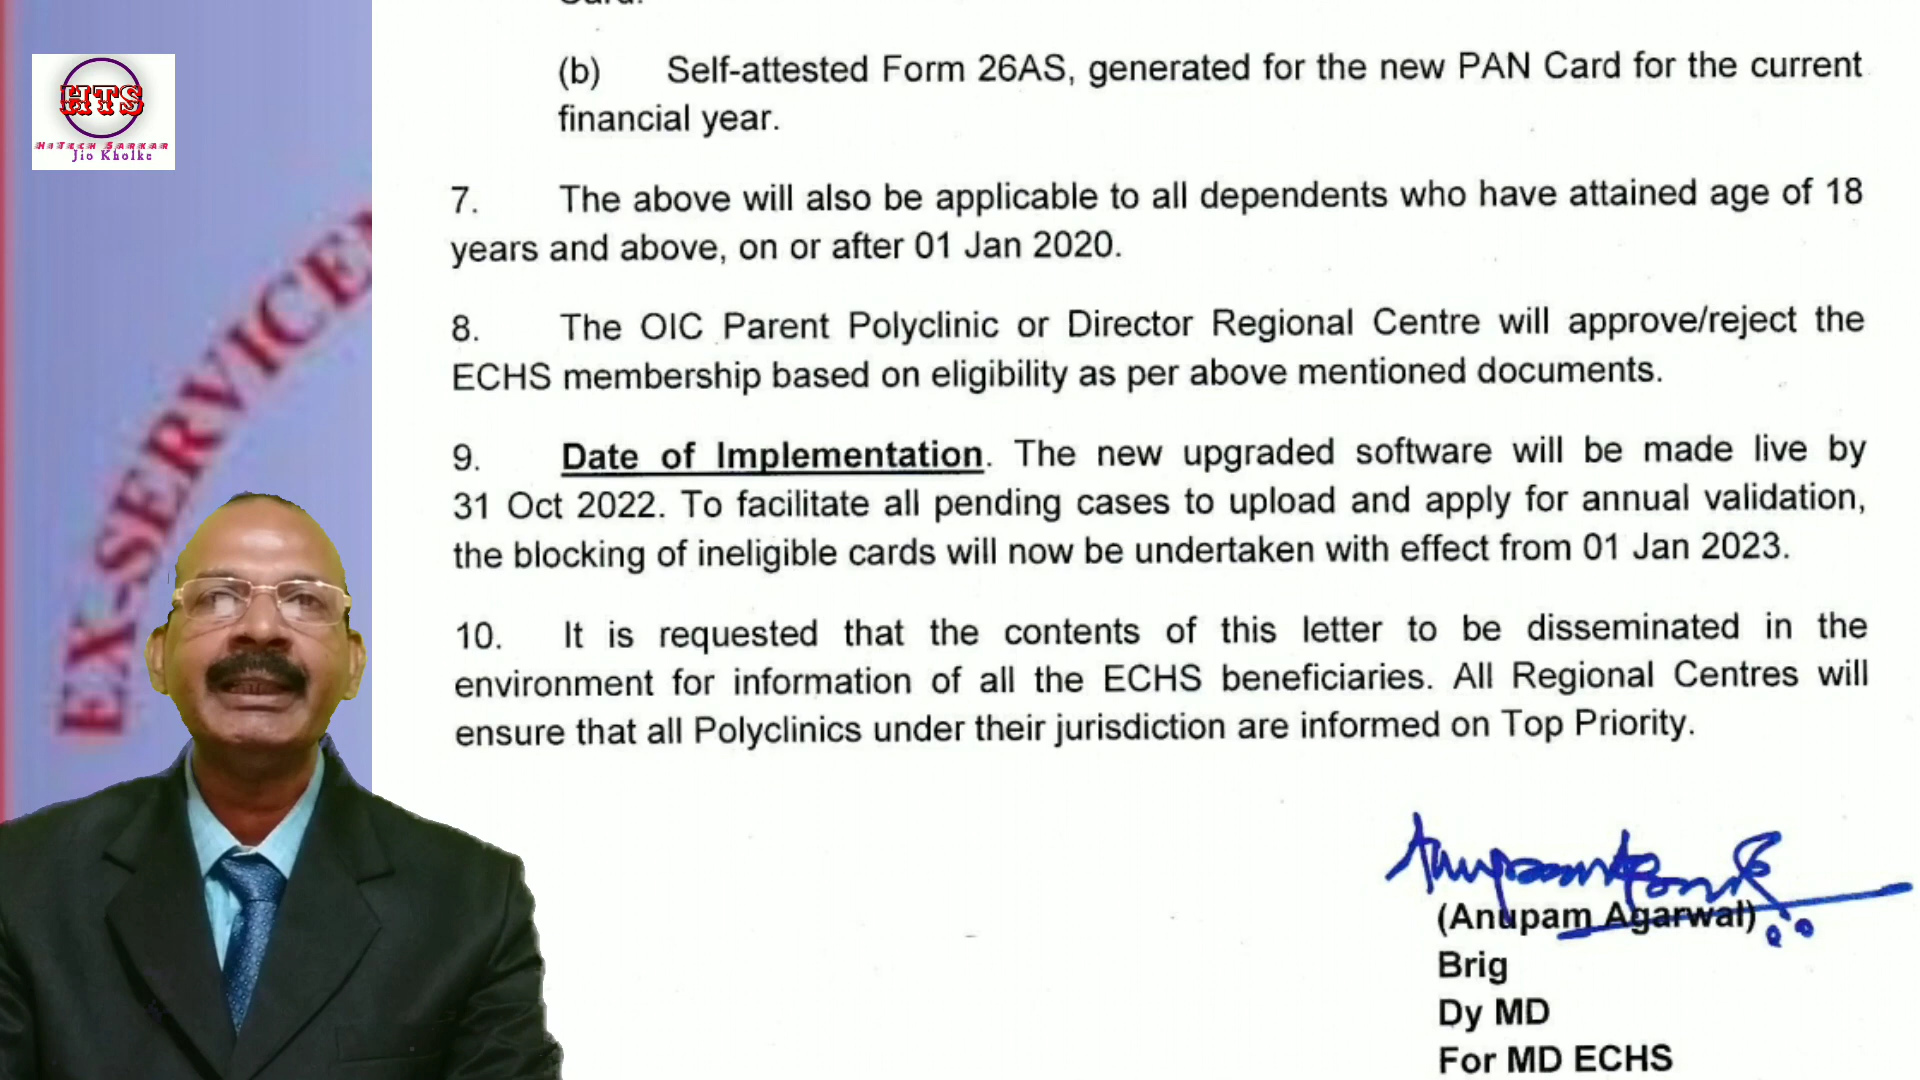 HTS
HiTech Sarkar
Jio Kholke
EX-SERVICE
(b) Self-attested Form 26AS, generated for the new PAN Card for the current
financial year.
7. The above will also be applicable to all dependents who have attained age of 18
years and above, on or after 01 Jan 2020.
8. The OIC Parent Polyclinic or Director Regional Centre will approve/reject the
ECHS membership based on eligibility as per above mentioned documents.
9. Date of Implementation. The new upgraded software will be made live by
31 Oct 2022. To facilitate all pending cases to upload and apply for annual validation,
the blocking of ineligible cards will now be undertaken with effect from 01 Jan 2023.
10. It is requested that the contents of this letter to be disseminated in the
environment for information of all the ECHS beneficiaries. All Regional Centres will
ensure that all Polyclinics under their jurisdiction are informed on Top Priority.
(Anupam Agarwal)
Brig
Dy MD
For MD ECHS